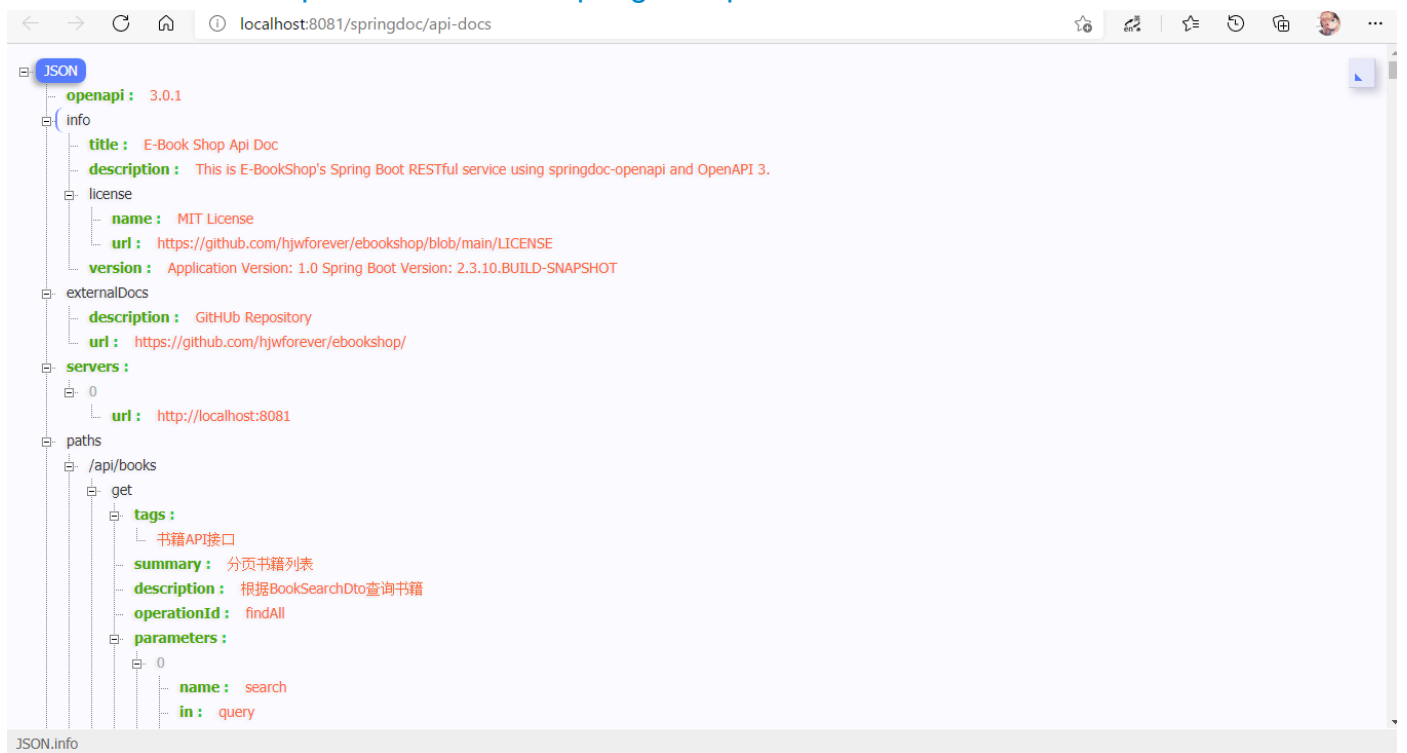 localhost:8081/springdoc/api-docs
JSON
openapi : 3.0.1
info
title : E-Book Shop Api Doc
description : This is E-BookShop's Spring Boot RESTful service using springdoc-openapi and OpenAPI 3.
license
name : MIT License
url : https://github.com/hjwforever/ebookshop/blob/main/LICENSE
version : Application Version: 1.0 Spring Boot Version: 2.3.10.BUILD-SNAPSHOT
externalDocs
description : GitHUb Repository
url : https://github.com/hjwforever/ebookshop/
servers :
0
url : http://localhost:8081
paths
/api/books
get
tags :
书籍API接口
summary : 分页书籍列表
description : 根据BookSearchDto查询书籍
operationId : findAll
parameters :
0
name : search
in : query
JSON.info